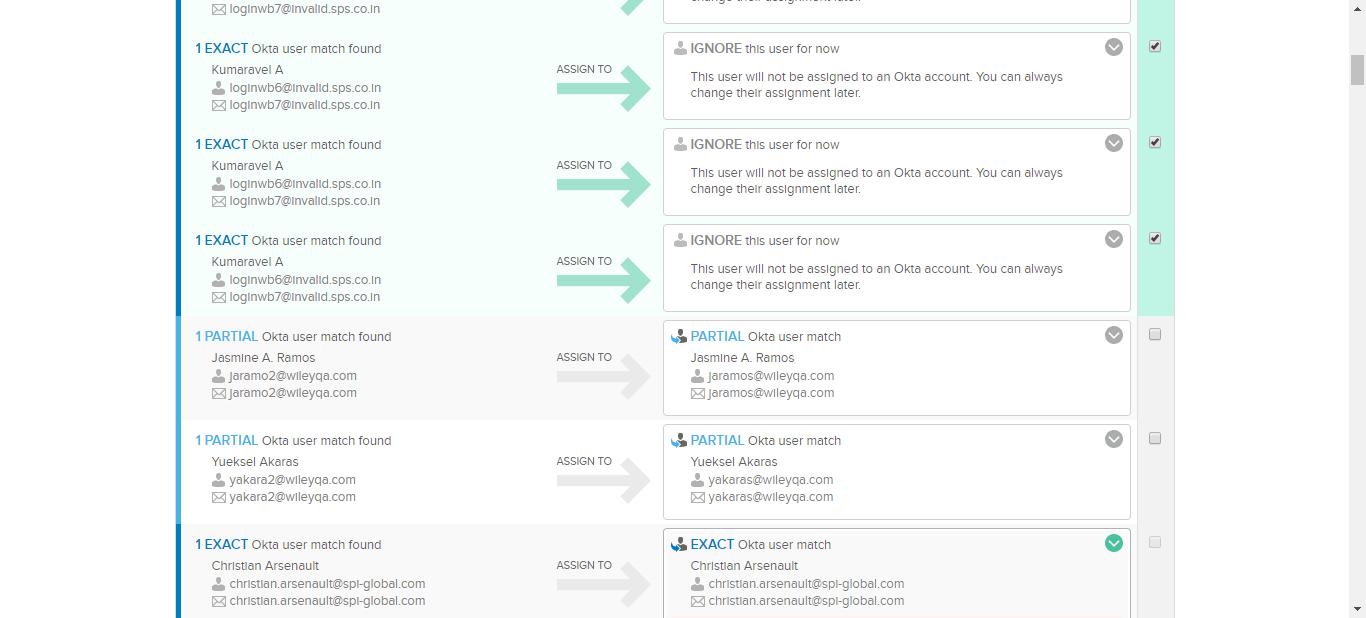 loginwb7@invalid.sps.co.in
change their assignment later.
1 EXACT Okta user match found
Kumaravel A
loginwb6@invalid.sps.co.in
loginwb7@invalid.sps.co.in
ASSIGN TO
IGNORE this user for now
This user will not be assigned to an Okta account. You can always
change their assignment later.
1 EXACT Okta user match found
Kumaravel A
loginwb6@invalid.sps.co.in
loginwb7@invalid.sps.co.in
ASSIGN TO
IGNORE this user for now
This user will not be assigned to an Okta account. You can always
change their assignment later.
1 EXACT Okta user match found
Kumaravel A
loginwb6@invalid.sps.co.in
loginwb7@invalid.sps.co.in
ASSIGN TO
IGNORE this user for now
This user will not be assigned to an Okta account. You can always
change their assignment later.
1 PARTIAL Okta user match found
Jasmine A. Ramos
jaramo2@wileyqa.com
jaramo2@wileyqa.com
ASSIGN TO
PARTIAL Okta user match
Jasmine A. Ramos
jaramos@wileyqa.com
jaramos@wileyqa.com
1 PARTIAL Okta user match found
Yueksel Akaras
yakara2@wileyqa.com
yakara2@wileyqa.com
ASSIGN TO
PARTIAL Okta user match
Yueksel Akaras
yakaras@wileyqa.com
yakaras@wileyqa.com
1 EXACT Okta user match found
Christian Arsenault
christian.arsenault@spi-global.com
christian.arsenault@spi-global.com
ASSIGN TO
EXACT Okta user match
Christian Arsenault
christian.arsenault@spi-global.com
christian.arsenault@spi-global.com